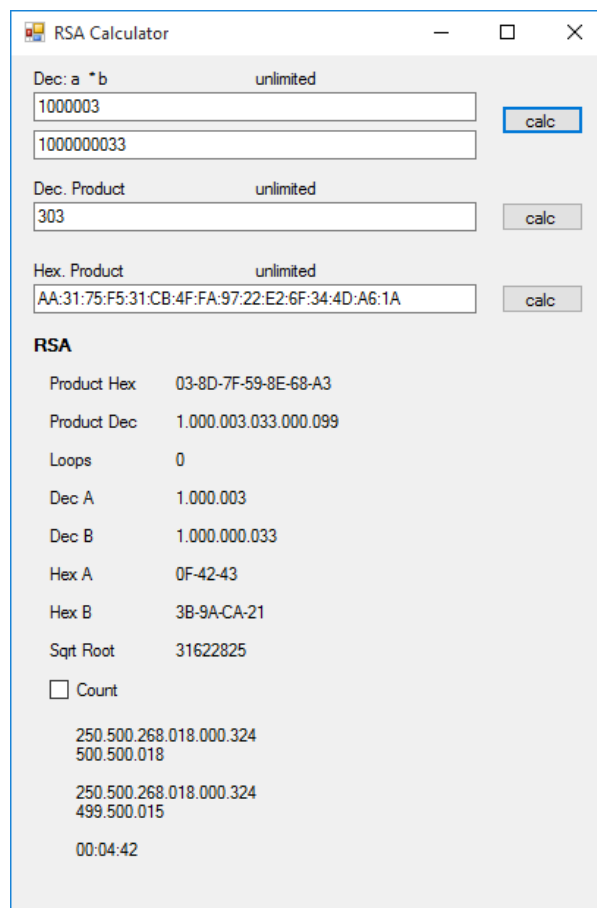 RSA Calculator
Dec: a * b unlimited
1000003
calc
1000000033
Dec. Product unlimited
303 calc
Hex. Product unlimited
AA:31:75:F5:31:CB:4F:FA:97:22:E2:6F:34:4D:A6:1A calc
RSA
Product Hex 03-8D-7F-59-8E-68-A3
Product Dec 1.000.003.033.000.099
Loops 0
Dec A 1.000.003
Dec B 1.000.000.033
Hex A 0F-42-43
Hex B 3B-9A-CA-21
Sqrt Root 31622825
Count
250.500.268.018.000.324
500.500.018
250.500.268.018.000.324
499.500.015
00:04:42